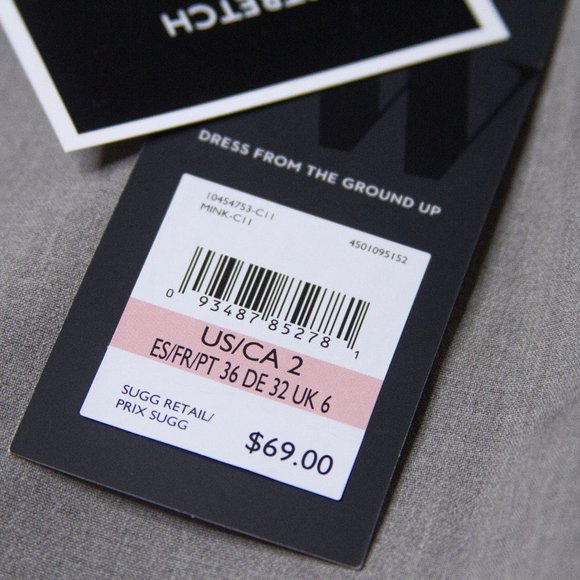 STRETCH
W
DRESS FROM THE GROUND UP
10454753-C11
MINK-C11
4501095152
0 93487 85278 1
US/CA 2
ES/FR/PT 36 DE 32 UK 6
SUGG RETAIL/
PRIX SUGG
$69.00